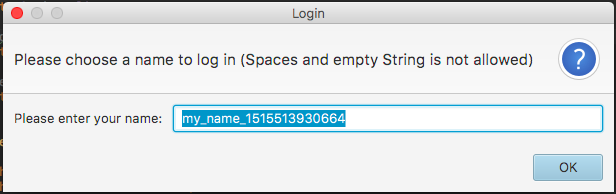 Login
Please choose a name to log in (Spaces and empty String is not allowed)
?
Please enter your name: my_name_1515513930664
OK